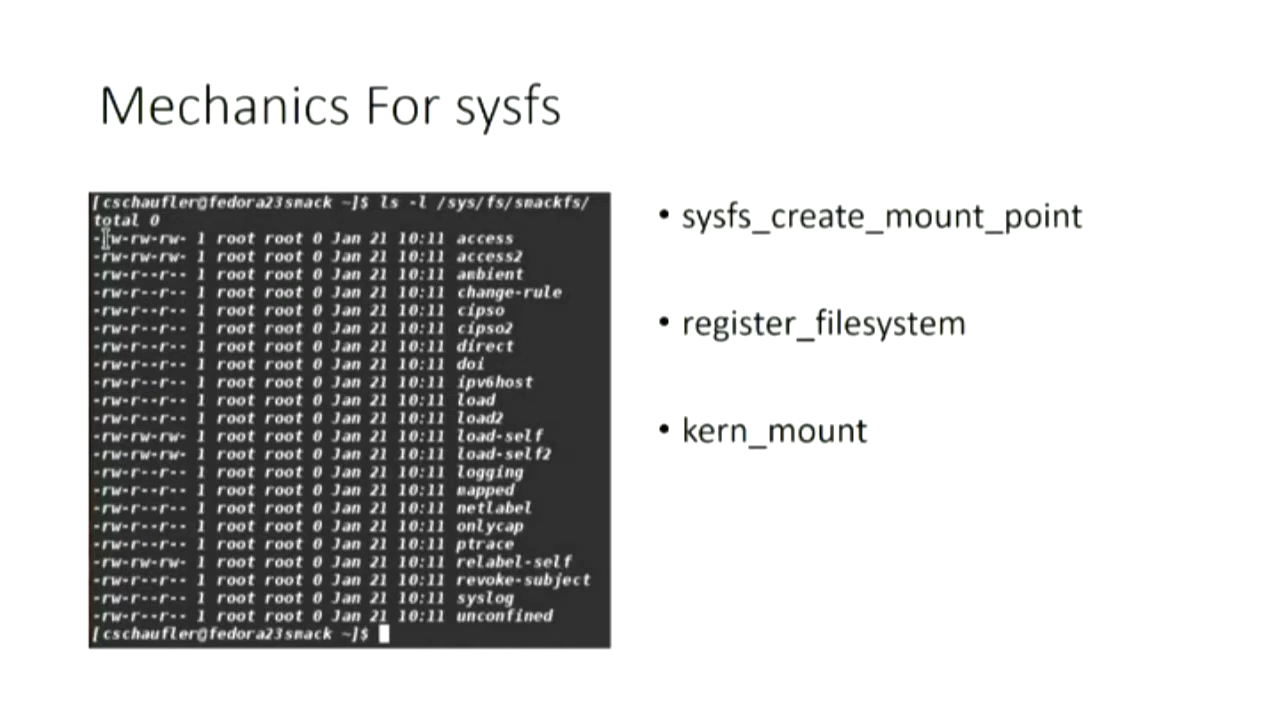 Mechanics For sysfs
[cschaufler@fedora23smack ~]$ ls -l /sys/fs/smackfs/
total 0
-rw-rw-rw- 1 root root 0 Jan 21 10:11 access
-rw-rw-rw- 1 root root 0 Jan 21 10:11 access2
-rw-r--r-- 1 root root 0 Jan 21 10:11 ambient
-rw-r--r-- 1 root root 0 Jan 21 10:11 change-rule
-rw-r--r-- 1 root root 0 Jan 21 10:11 cipso
-rw-r--r-- 1 root root 0 Jan 21 10:11 cipso2
-rw-r--r-- 1 root root 0 Jan 21 10:11 direct
-rw-r--r-- 1 root root 0 Jan 21 10:11 doi
-rw-r--r-- 1 root root 0 Jan 21 10:11 ipv6host
-rw-r--r-- 1 root root 0 Jan 21 10:11 load
-rw-r--r-- 1 root root 0 Jan 21 10:11 load2
-rw-rw-rw- 1 root root 0 Jan 21 10:11 load-self
-rw-rw-rw- 1 root root 0 Jan 21 10:11 load-self2
-rw-r--r-- 1 root root 0 Jan 21 10:11 logging
-rw-r--r-- 1 root root 0 Jan 21 10:11 mapped
-rw-r--r-- 1 root root 0 Jan 21 10:11 netlabel
-rw-r--r-- 1 root root 0 Jan 21 10:11 onlycap
-rw-r--r-- 1 root root 0 Jan 21 10:11 ptrace
-rw-rw-rw- 1 root root 0 Jan 21 10:11 relabel-self
-rw-r--r-- 1 root root 0 Jan 21 10:11 revoke-subject
-rw-r--r-- 1 root root 0 Jan 21 10:11 syslog
-rw-r--r-- 1 root root 0 Jan 21 10:11 unconfined
[cschaufler@fedora23smack ~]$
• sysfs_create_mount_point
• register_filesystem
• kern_mount